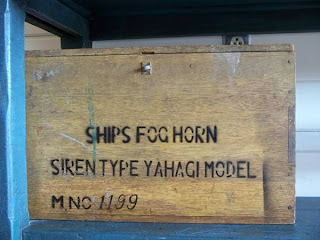 SHIPS FOG HORN
SIREN TYPE YAHAGI MODEL
M NO 1199